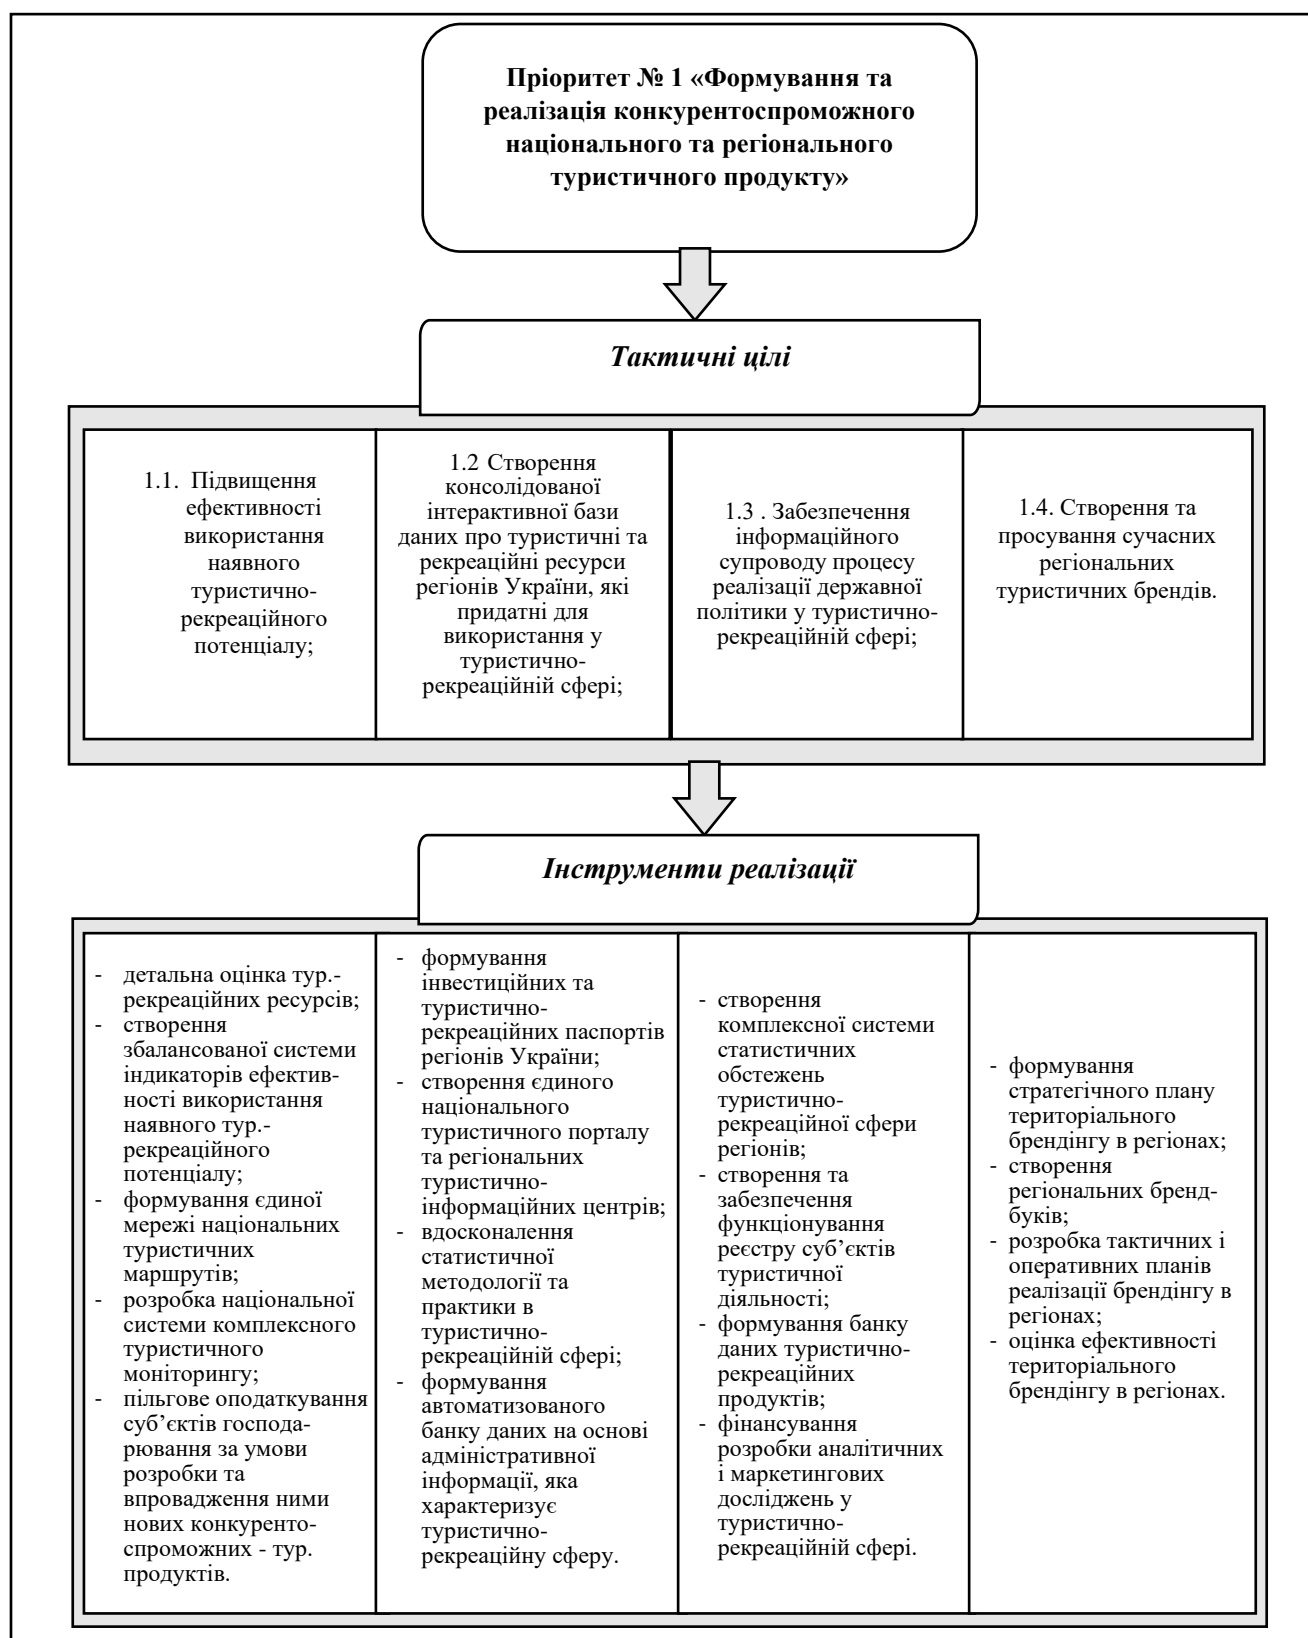 Пріоритет № 1 «Формування та
реалізація конкурентоспроможного
національного та регіонального
туристичного продукту»
Тактичні цілі
1.1. Підвищення
ефективності
використання
наявного
туристично-
рекреаційного
потенціалу;
1.2 Створення
консолідованої
інтерактивної бази
даних про туристичні та
рекреаційні ресурси
регіонів України, які
придатні для
використання у
туристично-
рекреаційній сфері;
1.3 . Забезпечення
інформаційного
супроводу процесу
реалізації державної
політики у туристично-
рекреаційній сфері;
1.4. Створення та
просування сучасних
регіональних
туристичних брендів.
Інструменти реалізації
- детальна оцінка тур.-
рекреаційних ресурсів;
- створення
збалансованої системи
індикаторів ефектив-
ності використання
наявного тур.-
рекреаційного
потенціалу;
- формування єдиної
мережі національних
туристичних
маршрутів;
- розробка національної
системи комплексного
туристичного
моніторингу;
- пільгове оподаткування
суб’єктів господа-
рювання за умови
розробки та
впровадження ними
нових конкуренто-
спроможних - тур.
продуктів.
- формування
інвестиційних та
туристично-
рекреаційних паспортів
регіонів України;
- створення єдиного
національного
туристичного порталу
та регіональних
туристично-
інформаційних центрів;
- вдосконалення
статистичної
методології та
практики в
туристично-
рекреаційній сфері;
- формування
автоматизованого
банку даних на основі
адміністративної
інформації, яка
характеризує
туристично-
рекреаційну сферу.
- створення
комплексної системи
статистичних
обстежень
туристично-
рекреаційної сфери
регіонів;
- створення та
забезпечення
функціонування
реєстру суб’єктів
туристичної
діяльності;
- формування банку
даних туристично-
рекреаційних
продуктів;
- фінансування
розробки аналітичних
і маркетингових
досліджень у
туристично-
рекреаційній сфері.
- формування
стратегічного плану
територіального
брендінгу в регіонах;
- створення
регіональних бренд-
буків;
- розробка тактичних і
оперативних планів
реалізації брендінгу в
регіонах;
- оцінка ефективності
територіального
брендінгу в регіонах.